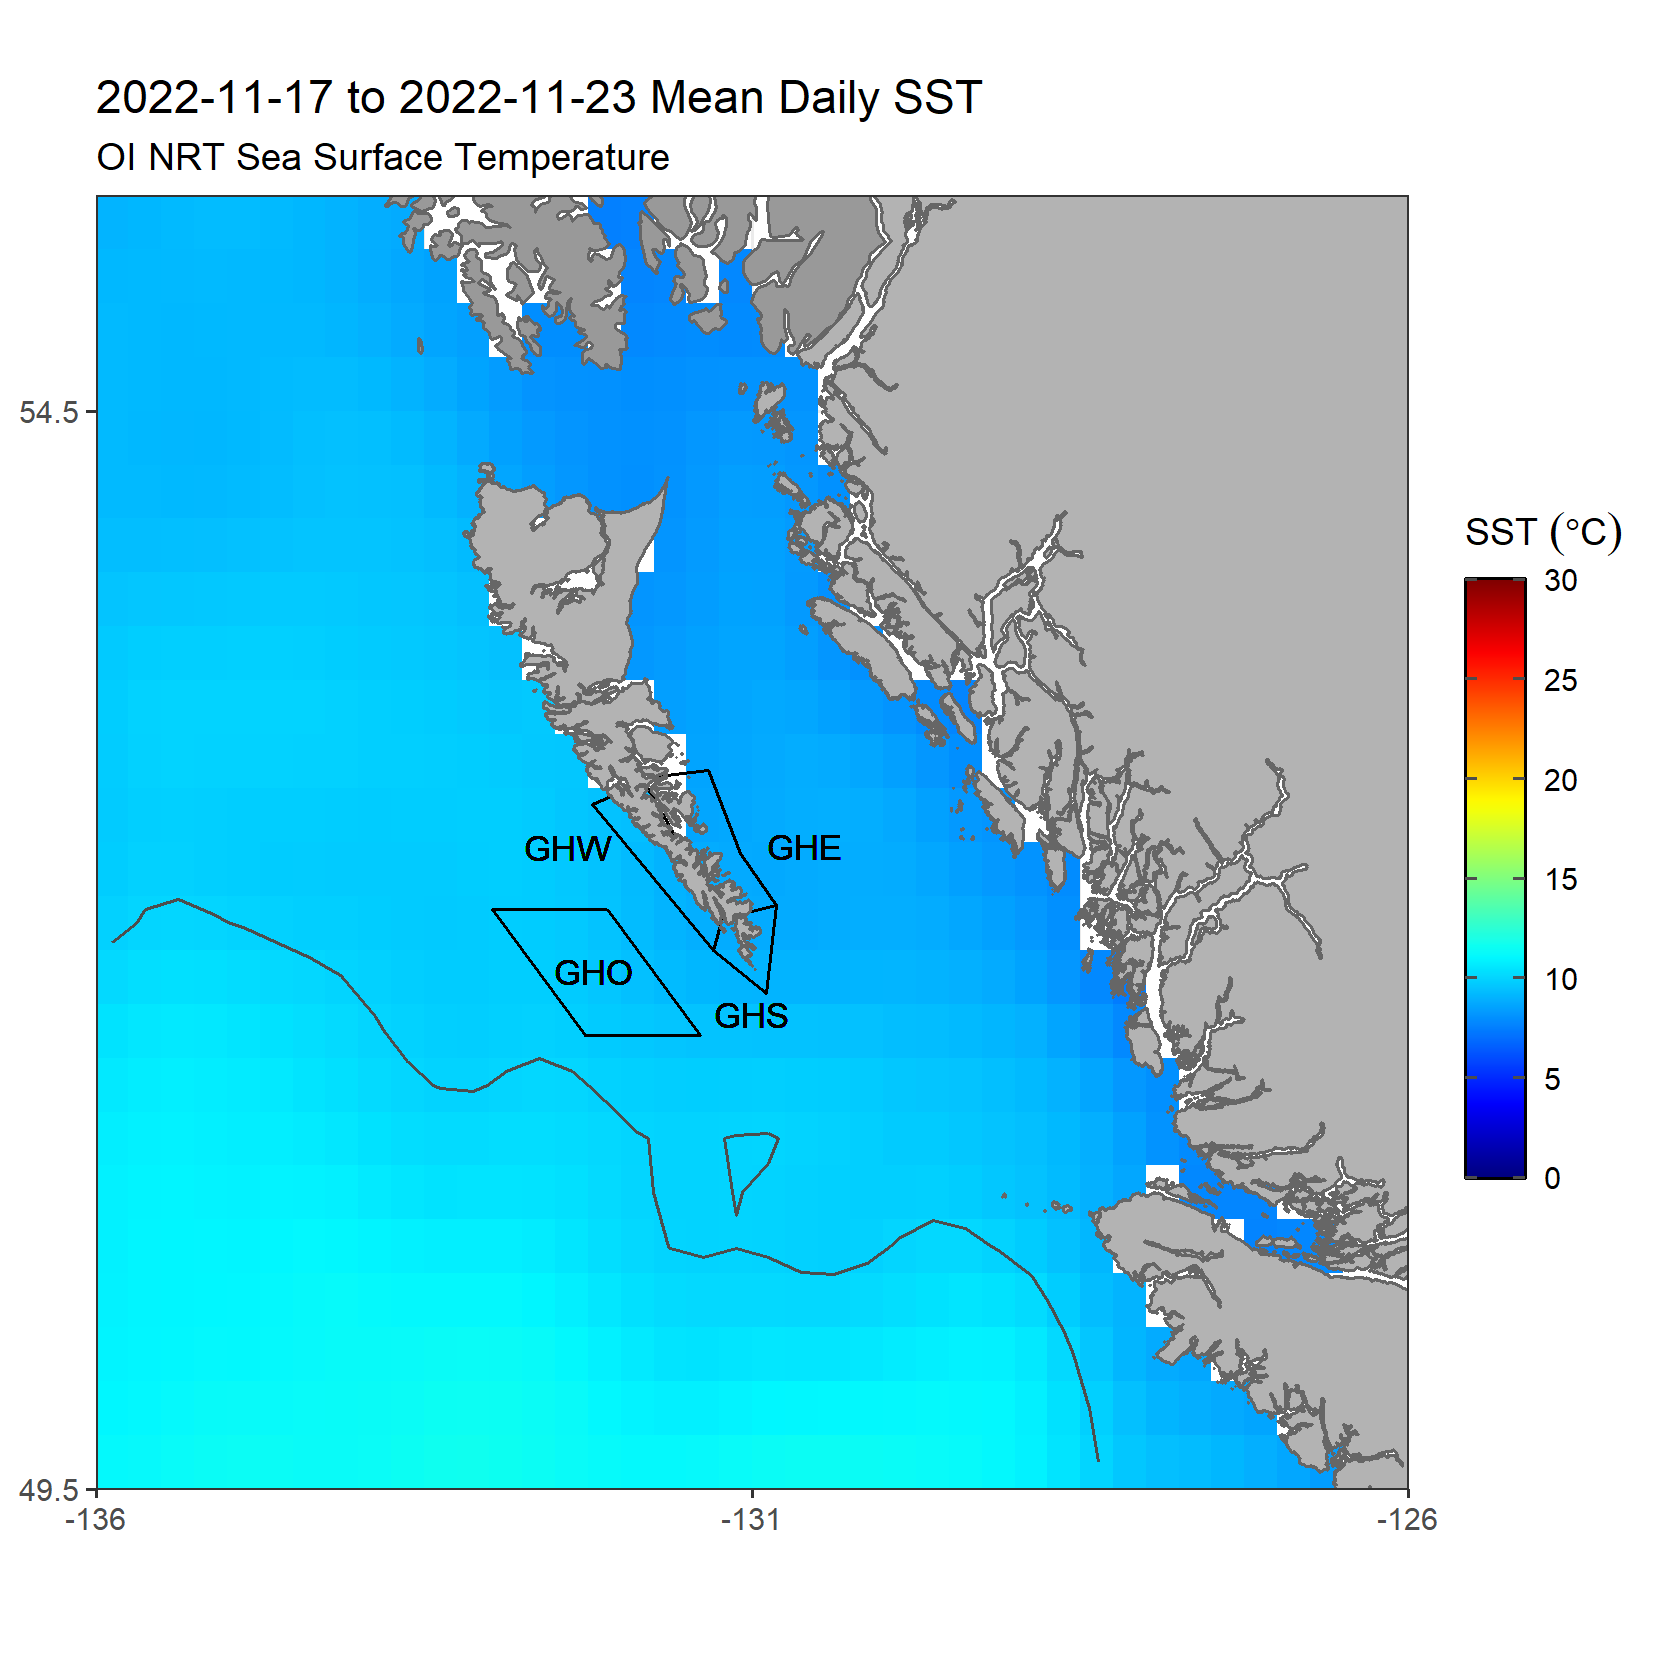 2022-11-17 to 2022-11-23 Mean Daily SST
OI NRT Sea Surface Temperature
54.5
49.5
-136
-131
-126
GHW
GHE
GHO
GHS
SST (°C)
30
25
20
15
10
5
0